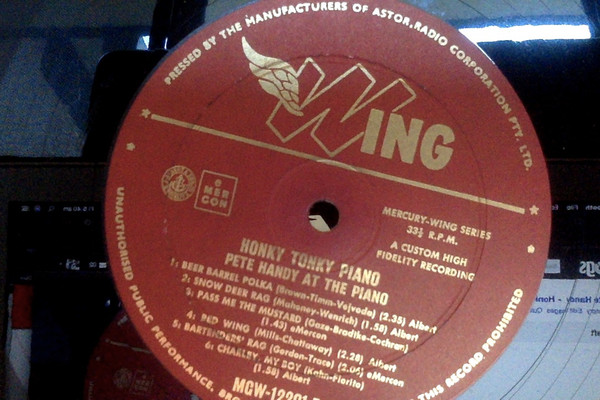 PRESSED BY THE MANUFACTURERS OF ASTOR, RADIO CORPORATION PTY. LTD.
WING
e
MER
CON
MERCURY-WING SERIES
33⅓ R.P.M.
A CUSTOM HIGH
FIDELITY RECORDING
HONKY TONKY PIANO
PETE HANDY AT THE PIANO
1: BEER BARREL POLKA (Brown-Timm-Vejvoda) (2.35) Albert
2: SNOW DEER RAG (Mahoney-Wenrich) (1.58) Albert
3: PASS ME THE MUSTARD (Gaze-Bradtke-Cochran)
(1.43) eMercon
4: RED WING (Mills-Chattaway) (2.28) Albert
5: BARTENDERS' RAG (Gordon-Trace) (2.04) eMercon
6: CHARLEY, MY BOY (Kahn-Fiorito)
(1.58) Albert
UNAUTHORISED PUBLIC PERFORMANCE,
THIS RECORD PROHIBITED